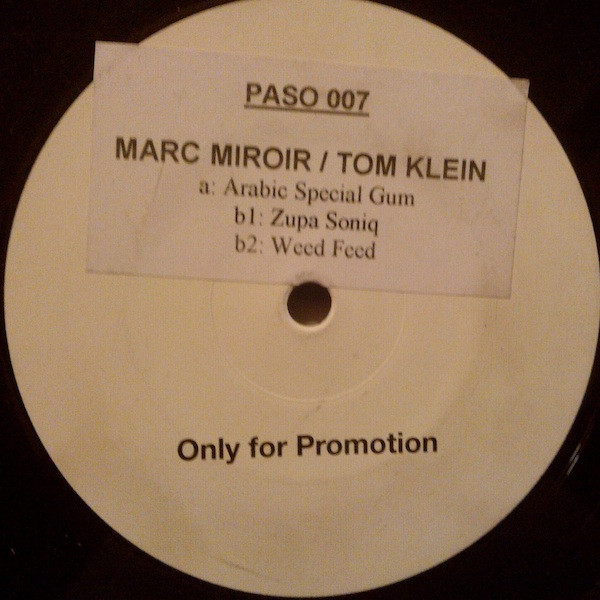 PASO 007
MARC MIROIR / TOM KLEIN
a: Arabic Special Gum
b1: Zupa Soniq
b2: Weed Feed
Only for Promotion